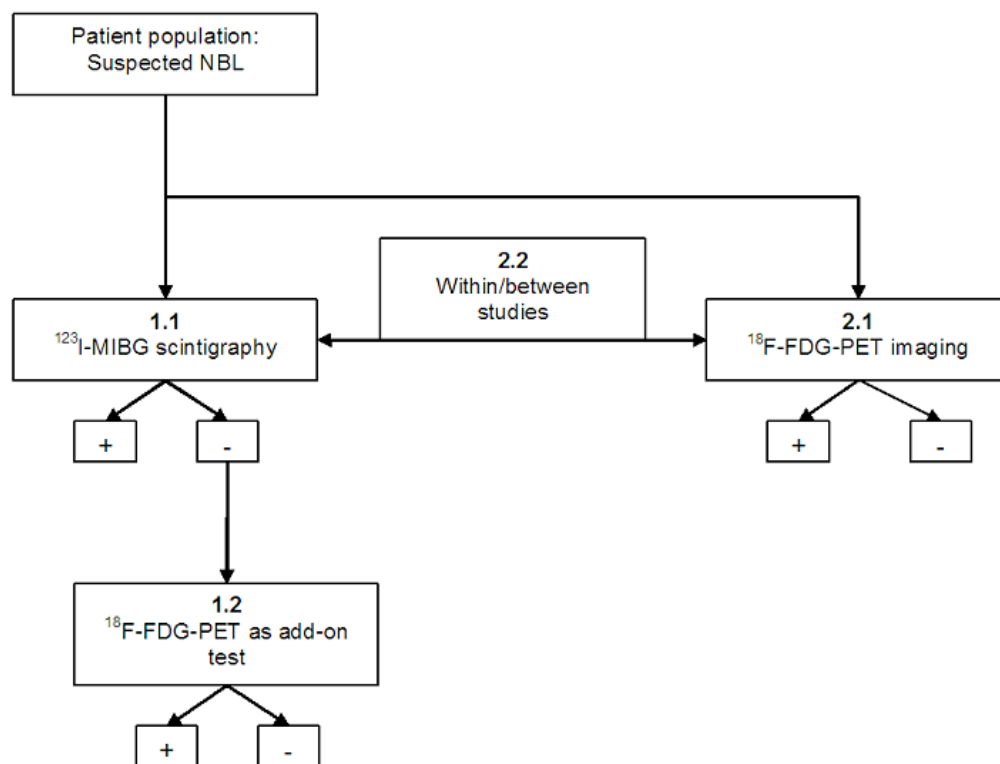 Patient population:
Suspected NBL
2.2
Within/between
studies
1.1
¹²³I-MIBG scintigraphy
2.1
¹⁸F-FDG-PET imaging
+
-
+
-
1.2
¹⁸F-FDG-PET as add-on
test
+
-